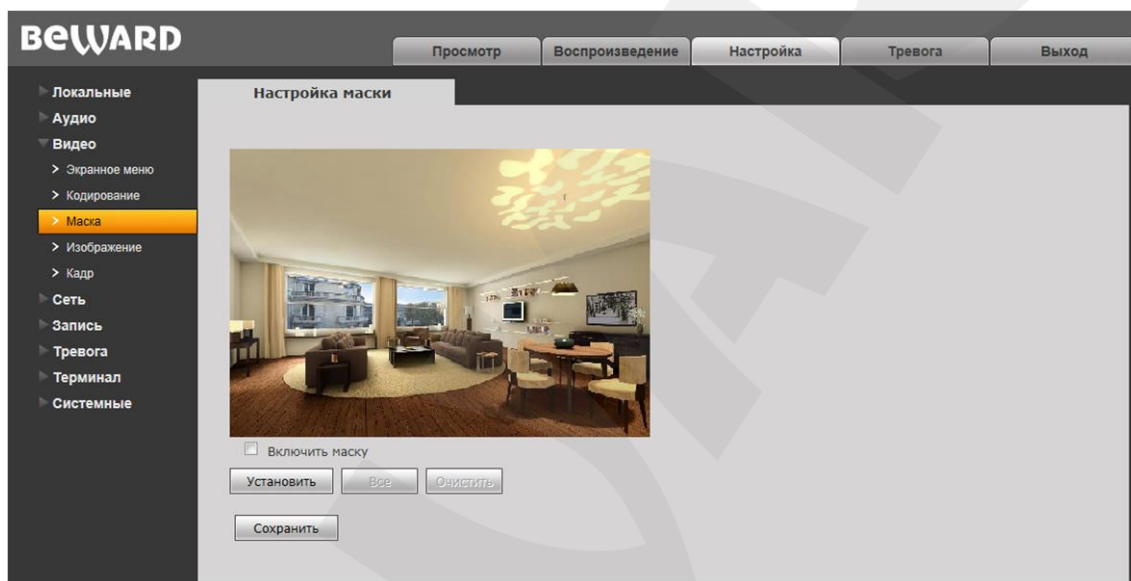 BEWARD
Просмотр
Воспроизведение
Настройка
Тревога
Выход
Локальные
Аудио
Видео
> Экранное меню
> Кодирование
> Маска
> Изображение
> Кадр
Сеть
Запись
Тревога
Терминал
Системные
Настройка маски
Включить маску
Установить
Все
Очистить
Сохранить